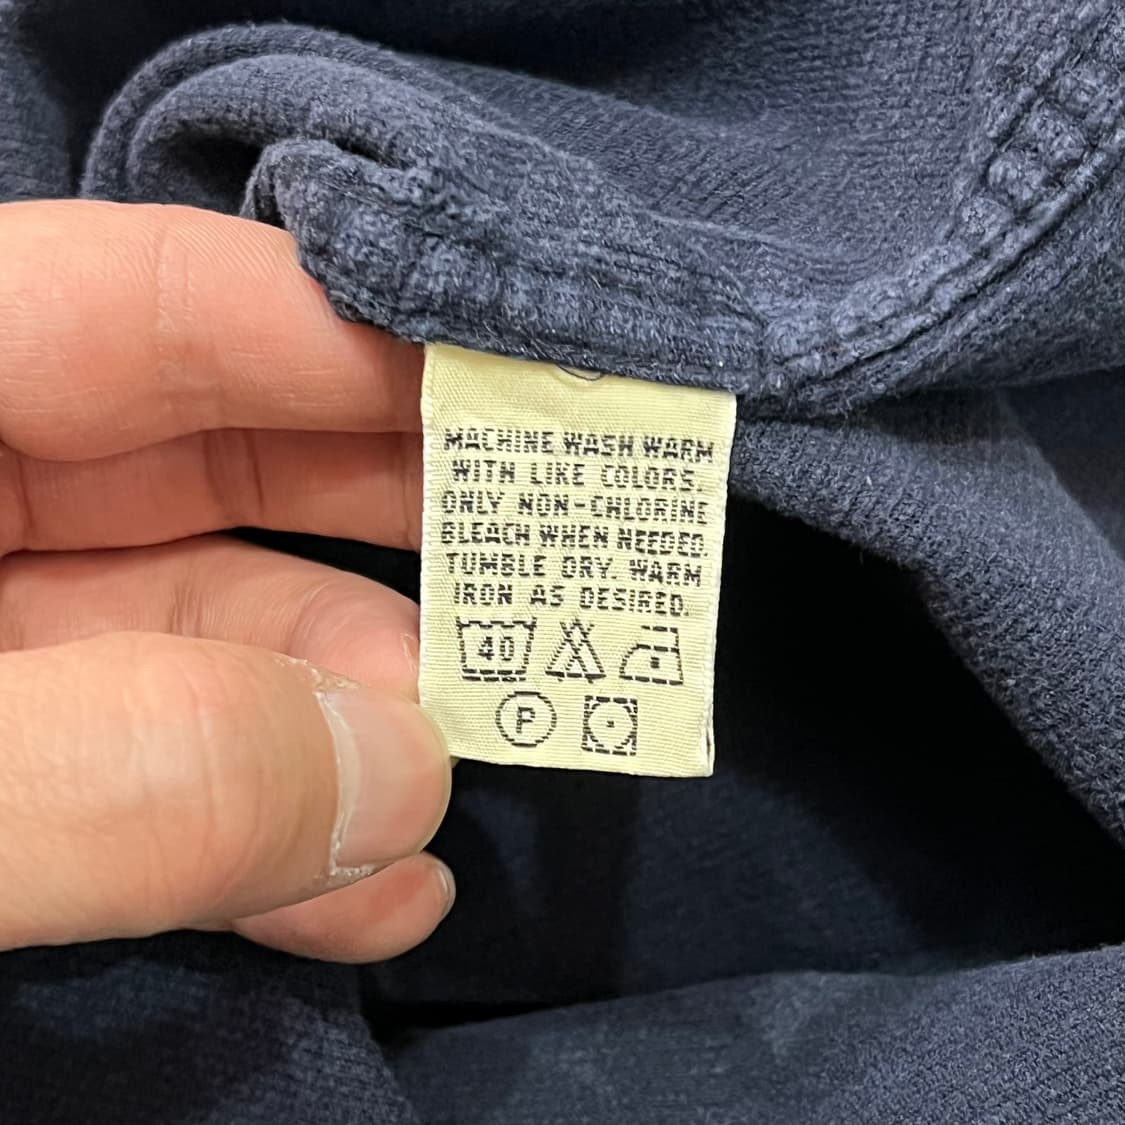 MACHINE WASH WARM
WITH LIKE COLORS.
ONLY NON-CHLORINE
BLEACH WHEN NEEDED.
TUMBLE DRY. WARM
IRON AS DESIRED.
40
P